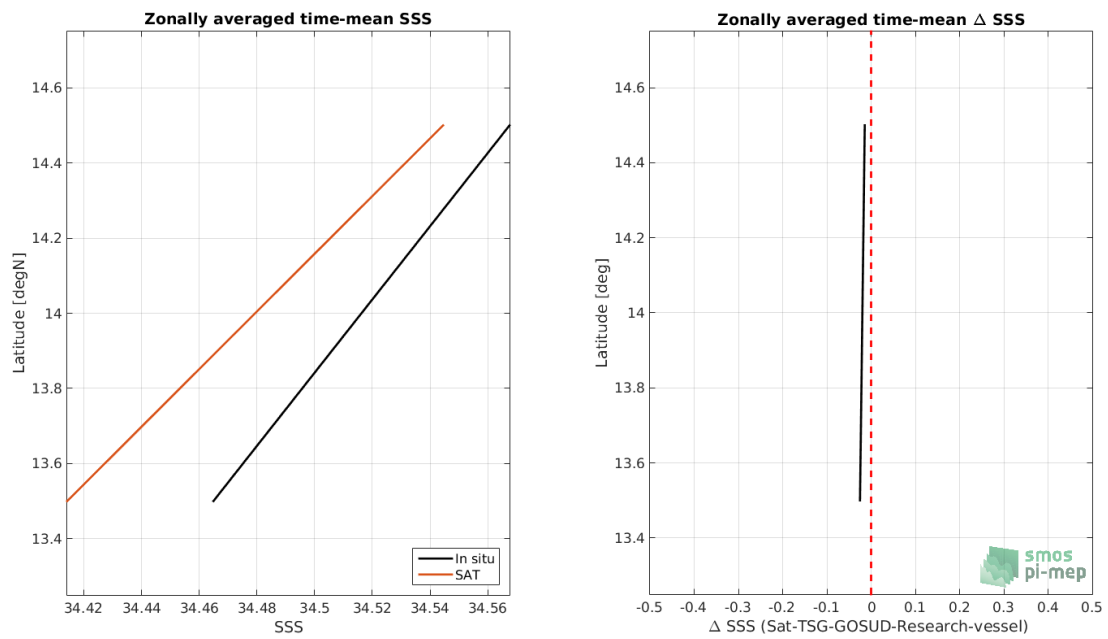 Zonally averaged time-mean SSS
14.6
14.4
14.2
14
13.8
13.6
13.4
Latitude [degN]
In situ
SAT
34.42 34.44 34.46 34.48 34.5 34.52 34.54 34.56
SSS
Zonally averaged time-mean Δ SSS
14.6
14.4
14.2
14
13.8
13.6
13.4
Latitude [deg]
smos
pi-mep
-0.5 -0.4 -0.3 -0.2 -0.1 0 0.1 0.2 0.3 0.4 0.5
Δ SSS (Sat-TSG-GOSUD-Research-vessel)